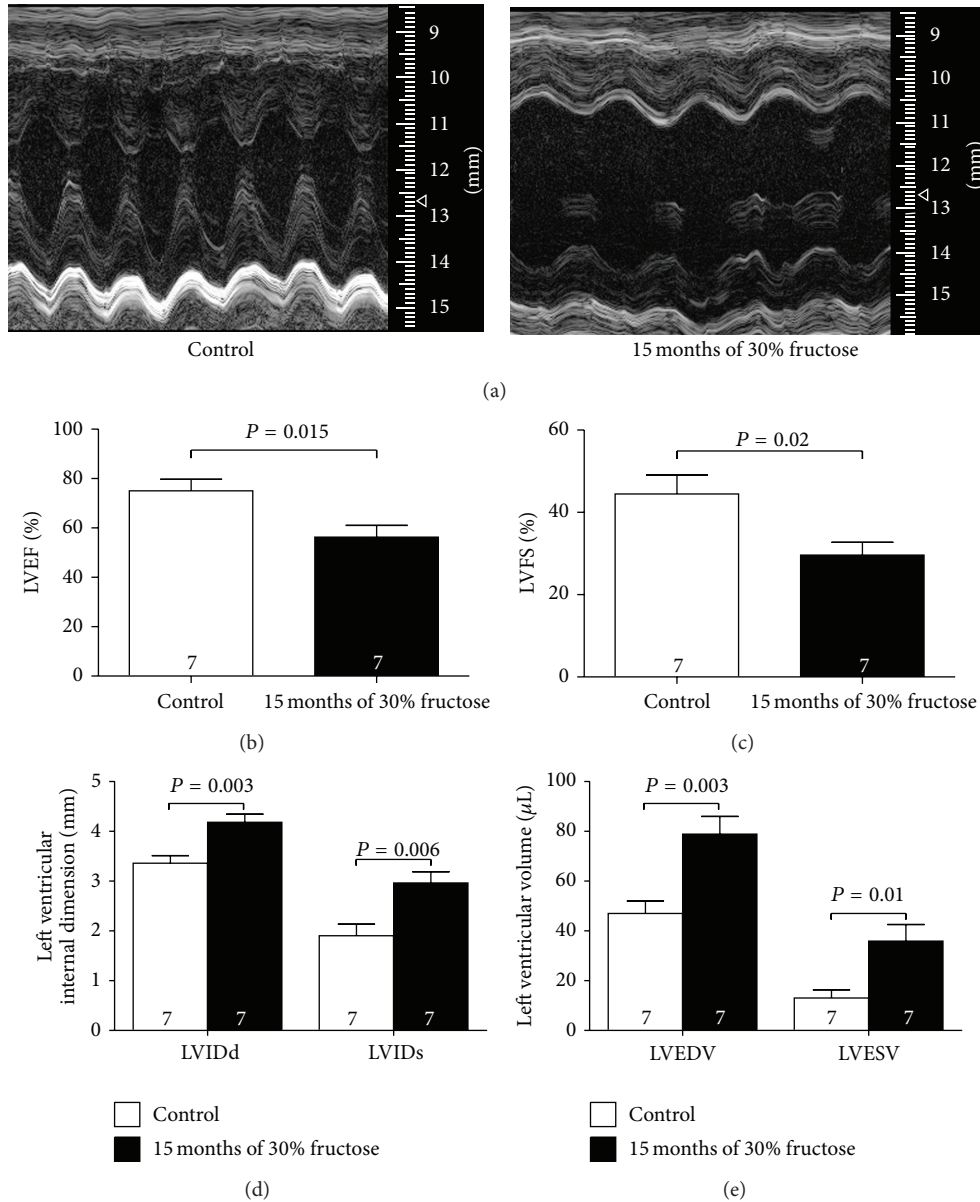 9
10
11
12
13
14
15
(mm)
Control
9
10
11
12
13
14
15
(mm)
15 months of 30% fructose
(a)
100
80
60
40
20
0
LVEF (%)
P = 0.015
7
7
Control
15 months of 30% fructose
(b)
60
40
20
0
LVFS (%)
P = 0.02
7
7
Control
15 months of 30% fructose
(c)
5
4
3
2
1
0
Left ventricular
internal dimension (mm)
P = 0.003
P = 0.006
7
7
7
7
LVIDd
LVIDs
Control
15 months of 30% fructose
(d)
100
80
60
40
20
0
Left ventricular volume (μL)
P = 0.003
P = 0.01
7
7
7
7
LVEDV
LVESV
Control
15 months of 30% fructose
(e)